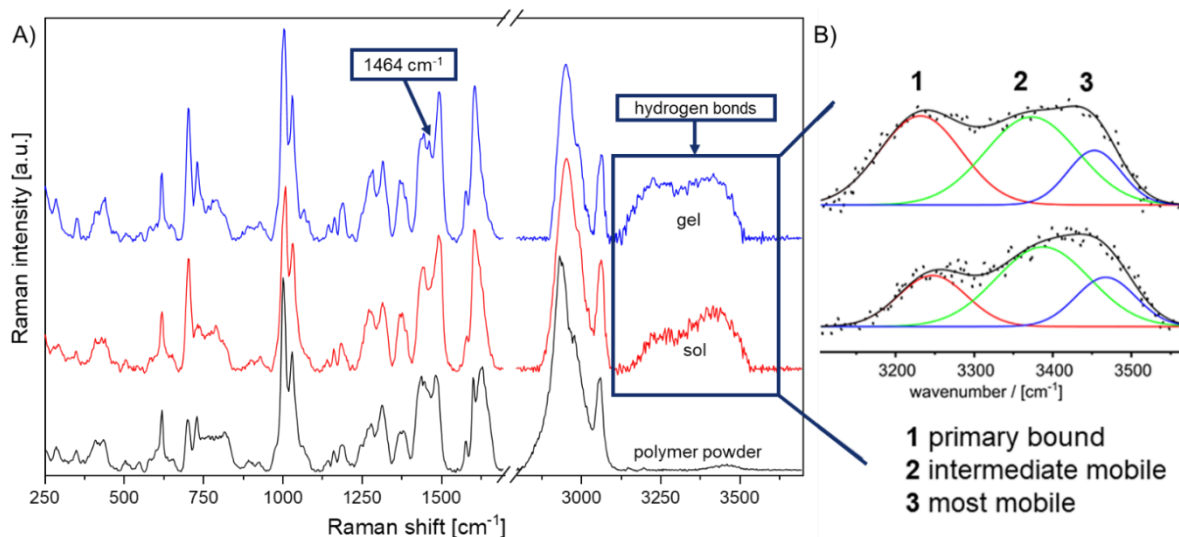 A)
B)
Raman intensity [a.u.]
1464 cm⁻¹
hydrogen bonds
gel
sol
polymer powder
250 500 750 1000 1250 1500 3000 3250 3500
Raman shift [cm⁻¹]
1 2 3
3200 3300 3400 3500
wavenumber / [cm⁻¹]
1 primary bound
2 intermediate mobile
3 most mobile